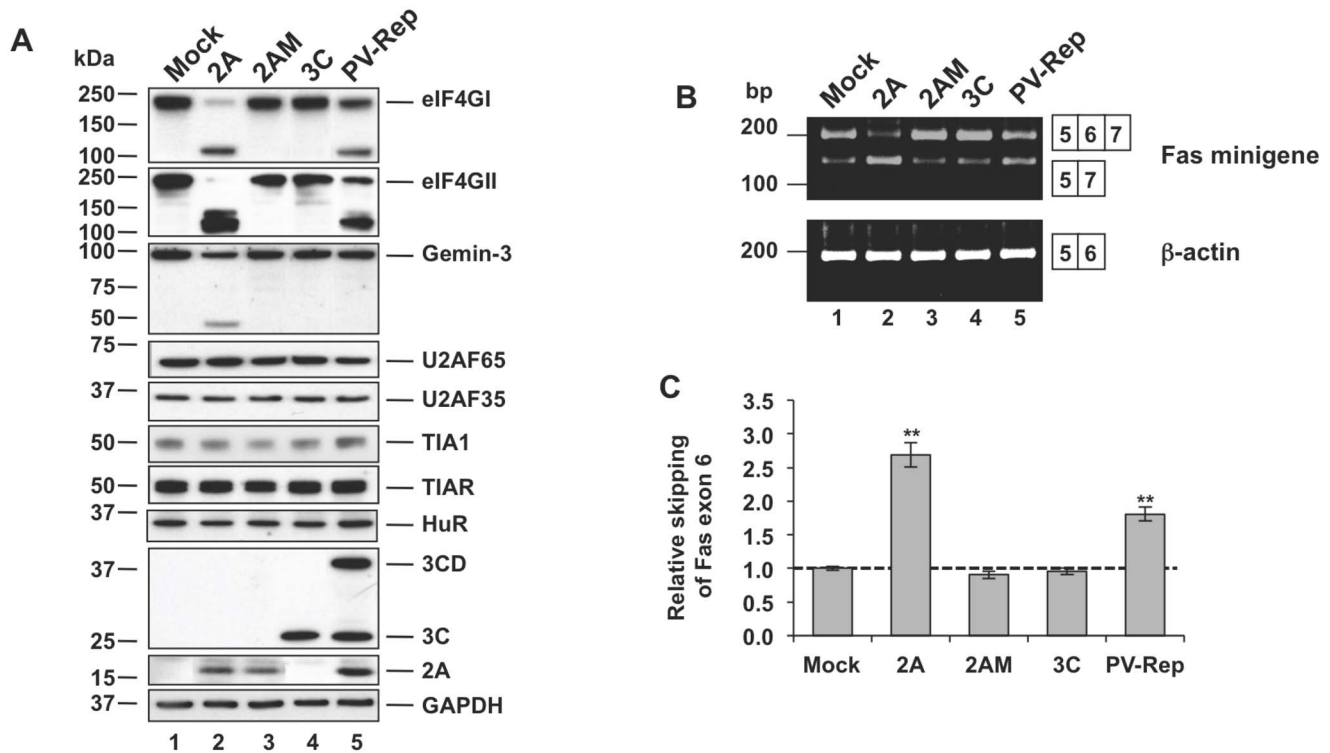 A
kDa
Mock 2A 2AM 3C PV-Rep
250
150
100
eIF4GI
250
150
100
eIF4GII
100
75
50
Gemin-3
75
U2AF65
37
U2AF35
50
TIA1
50
TIAR
37
HuR
37
25
3CD
3C
15
2A
37
GAPDH
1 2 3 4 5
B
bp
Mock 2A 2AM 3C PV-Rep
200
100
5 6 7
5 7
Fas minigene
200
5 6
β-actin
1 2 3 4 5
C
Relative skipping
of Fas exon 6
3.5
3.0
2.5
2.0
1.5
1.0
0.5
0.0
**
**
Mock 2A 2AM 3C PV-Rep